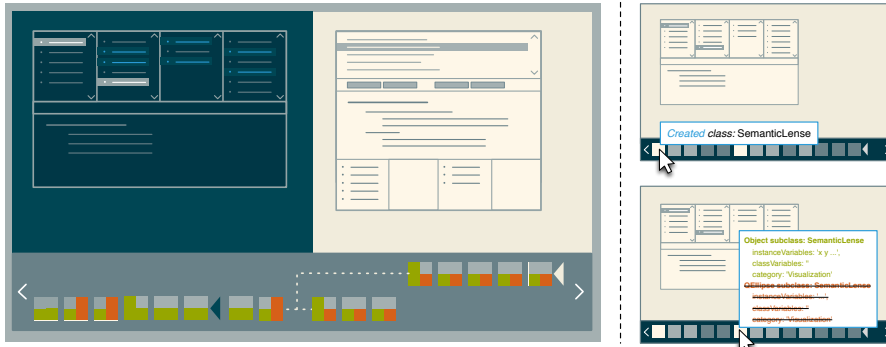 Created class: SemanticLense
Object subclass: SemanticLense
instanceVariables: 'x y ...',
classVariables: ''
category: 'Visualization'
QEllipse subclass: SemanticLense
instanceVariables: '...',
classVariables: ''
category: 'Visualization'